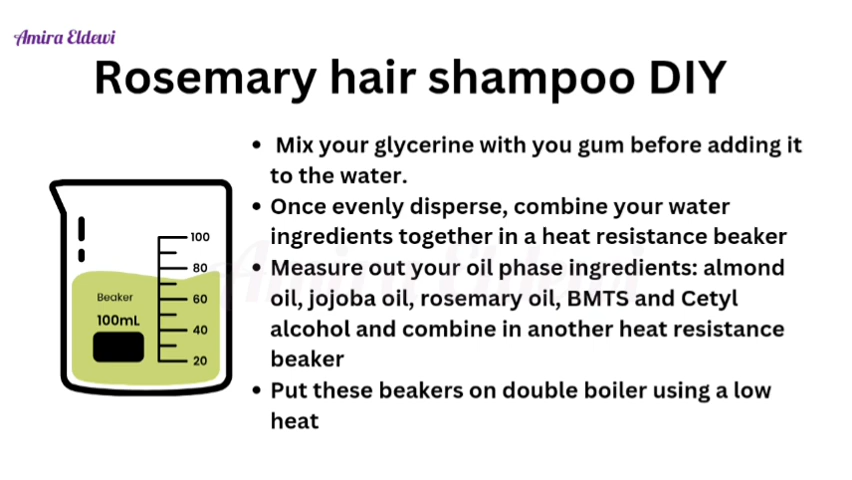 Amira Eldewi
Rosemary hair shampoo DIY
• Mix your glycerine with you gum before adding it
to the water.
• Once evenly disperse, combine your water
ingredients together in a heat resistance beaker
• Measure out your oil phase ingredients: almond
oil, jojoba oil, rosemary oil, BMTS and Cetyl
alcohol and combine in another heat resistance
beaker
• Put these beakers on double boiler using a low
heat
100
80
Beaker
60
100mL
40
20
Amira Eldewi